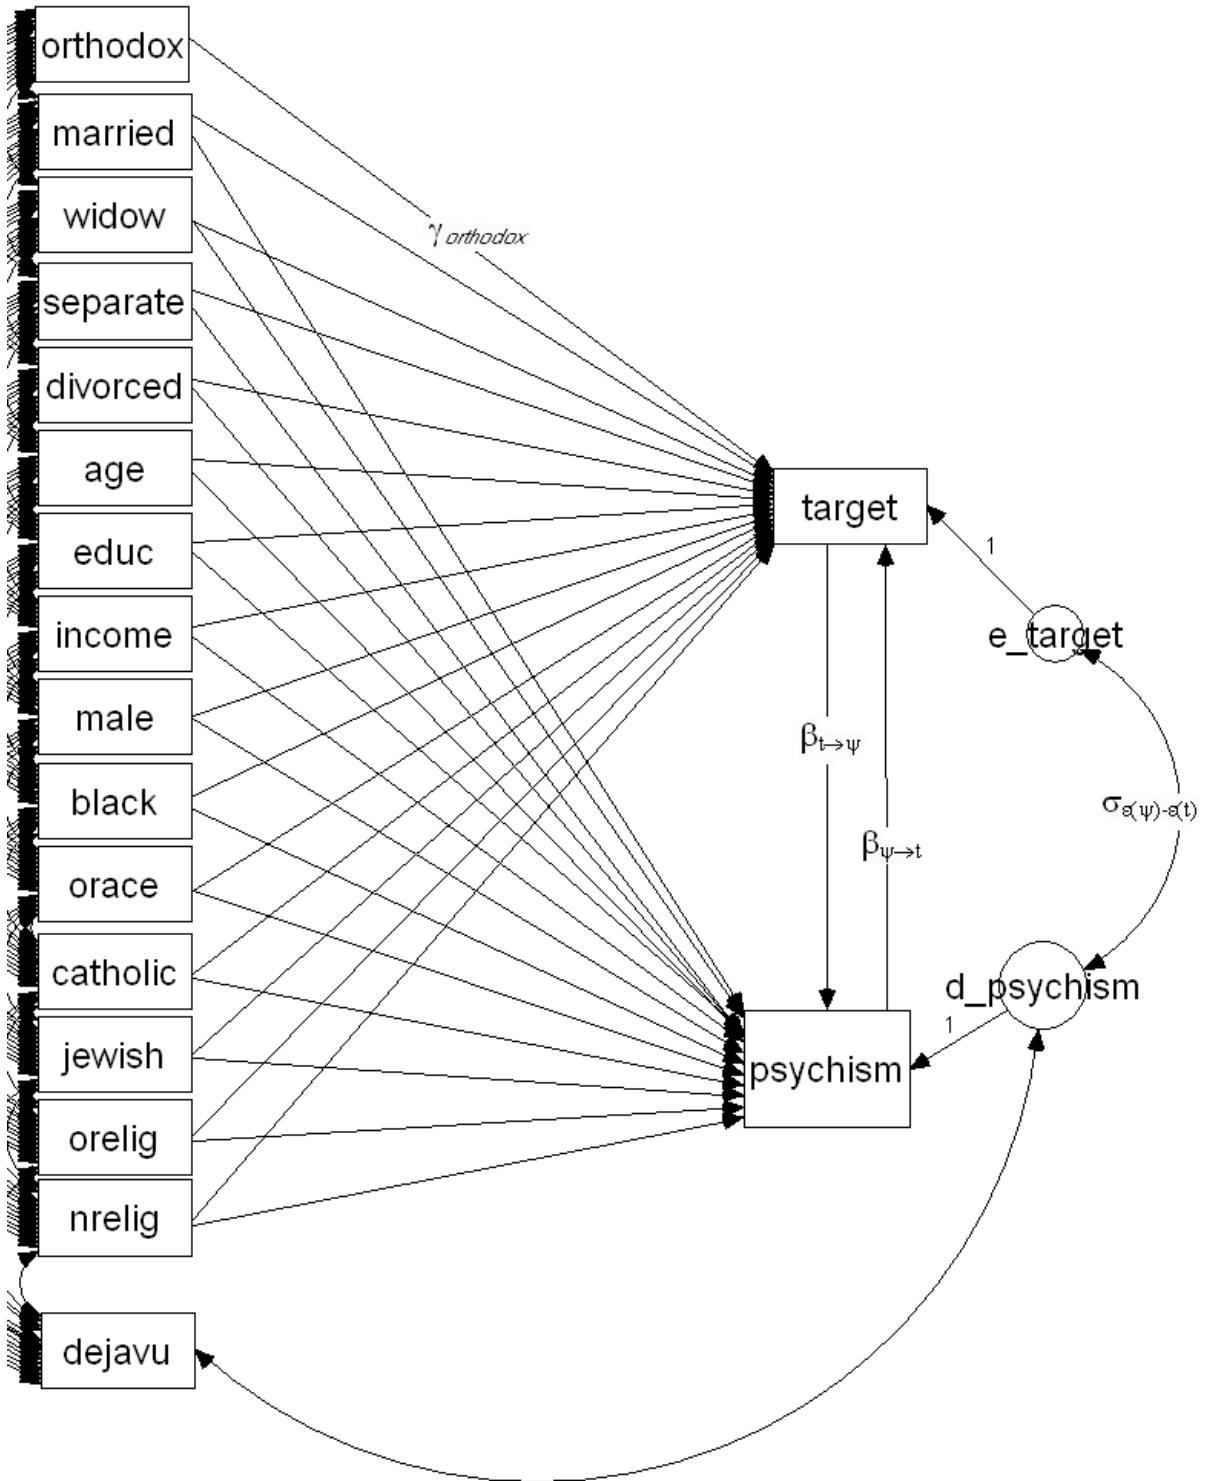 orthodox
married
widow
separate
divorced
age
educ
income
male
black
orace
catholic
jewish
orelig
nrelig
dejavu
γ orthodox
target
1
e_target
β t→ψ
β ψ→t
σ ε(ψ)-ε(t)
d_psychism
1
psychism